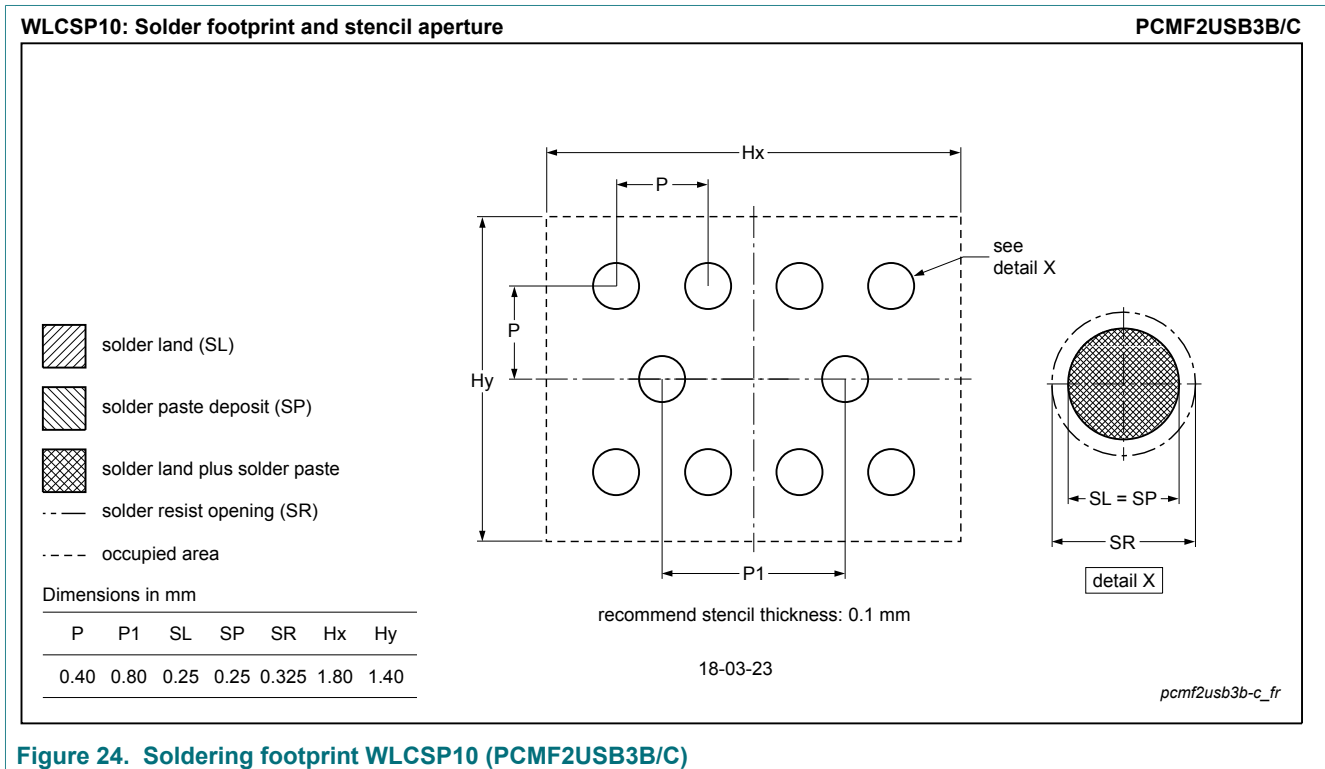 WLCSP10: Solder footprint and stencil aperture PCMF2USB3B/C
Hx
P
see
detail X
P
Hy
solder land (SL)
solder paste deposit (SP)
solder land plus solder paste
solder resist opening (SR)
occupied area
SL = SP
SR
P1
detail X
Dimensions in mm
P P1 SL SP SR Hx Hy
0.40 0.80 0.25 0.25 0.325 1.80 1.40
recommend stencil thickness: 0.1 mm
18-03-23
pcmf2usb3b-c_fr
Figure 24. Soldering footprint WLCSP10 (PCMF2USB3B/C)